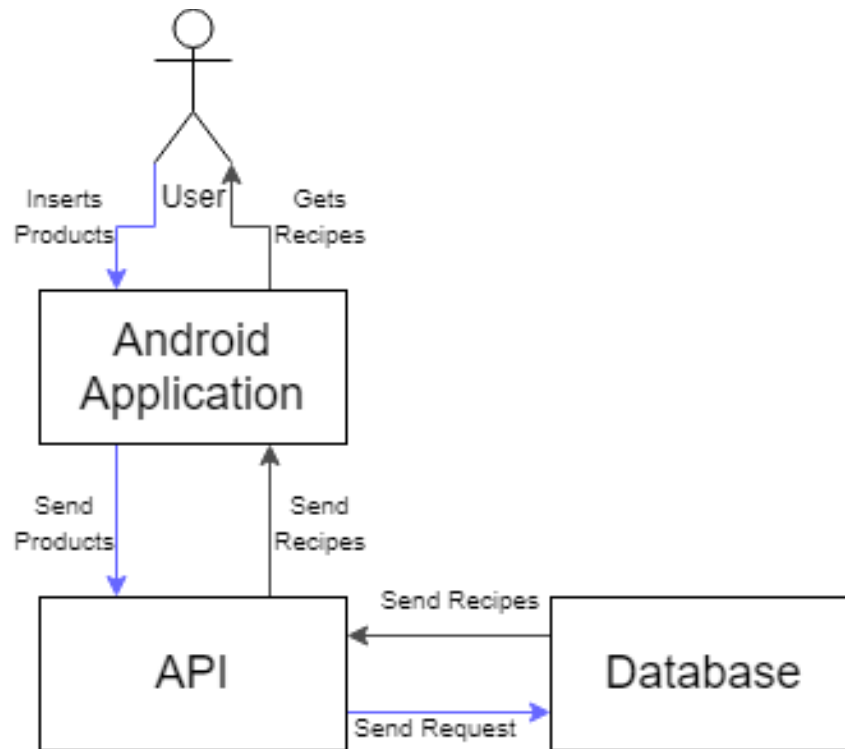 Inserts
Products
User
Gets
Recipes
Android
Application
Send
Products
Send
Recipes
Send Recipes
API
Database
Send Request